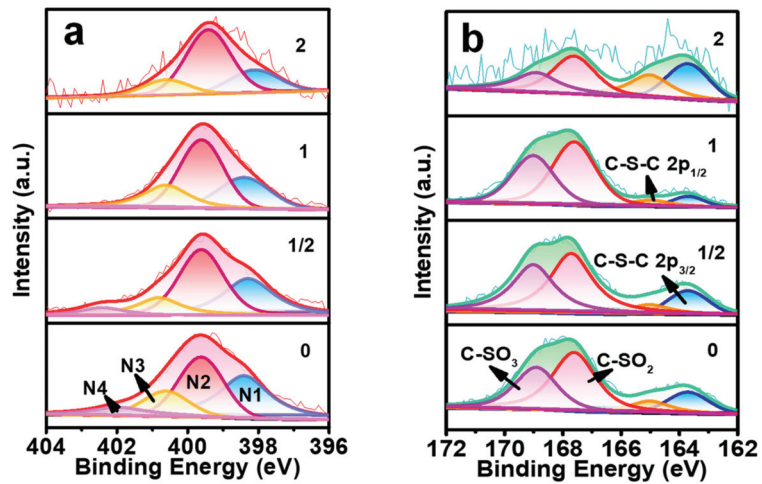 a
2
1
1/2
0
N4
N3
N2
N1
404 402 400 398 396
Binding Energy (eV)
Intensity (a.u.)
b
2
1
C-S-C 2p1/2
1/2
C-S-C 2p3/2
0
C-SO3
C-SO2
172 170 168 166 164 162
Binding Energy (eV)
Intensity (a.u.)